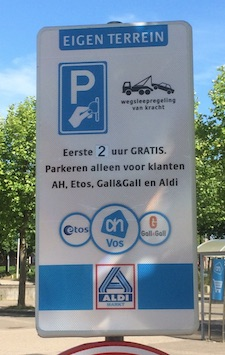 EIGEN TERREIN
P
wegsleepregeling
van kracht
Eerste 2 uur GRATIS.
Parkeren alleen voor klanten
AH, Etos, Gall&Gall en Aldi
etos
ah
Vos
G
Gall-Gall
ALDI
MARKT